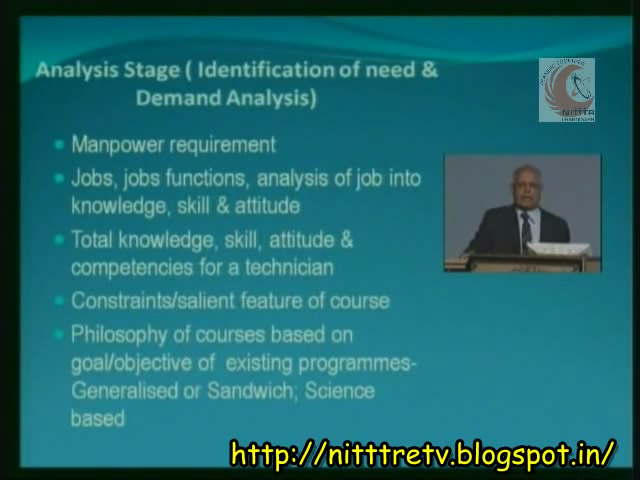 Analysis Stage ( Identification of need &
Demand Analysis)
Manpower requirement
Jobs, jobs functions, analysis of job into
knowledge, skill & attitude
Total knowledge, skill, attitude &
competencies for a technician
Constraints/salient feature of course
Philosophy of courses based on
goal/objective of existing programmes-
Generalised or Sandwich; Science
based
NITTTR
CHANDIGARH
http://nitttretv.blogspot.in/